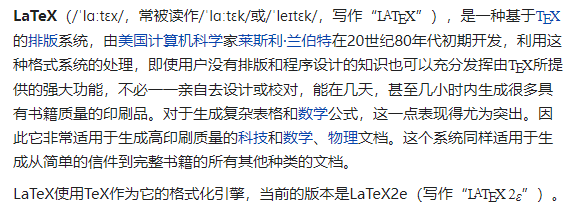 LaTeX（/ˈlɑːtɛx/，常被读作/ˈlɑːtɛk/或/ˈleɪtɛk/，写作“LATEX”），是一种基于TEX
的排版系统，由美国计算机科学家莱斯利·兰伯特在20世纪80年代初期开发，利用这
种格式系统的处理，即使用户没有排版和程序设计的知识也可以充分发挥由TEX所提
供的强大功能，不必一一亲自去设计或校对，能在几天，甚至几小时内生成很多具
有书籍质量的印刷品。对于生成复杂表格和数学公式，这一点表现得尤为突出。因
此它非常适用于生成高印刷质量的科技和数学、物理文档。这个系统同样适用于生
成从简单的信件到完整书籍的所有其他种类的文档。
LaTeX使用TeX作为它的格式化引擎，当前的版本是LaTeX2e（写作“LATEX 2ε”）。